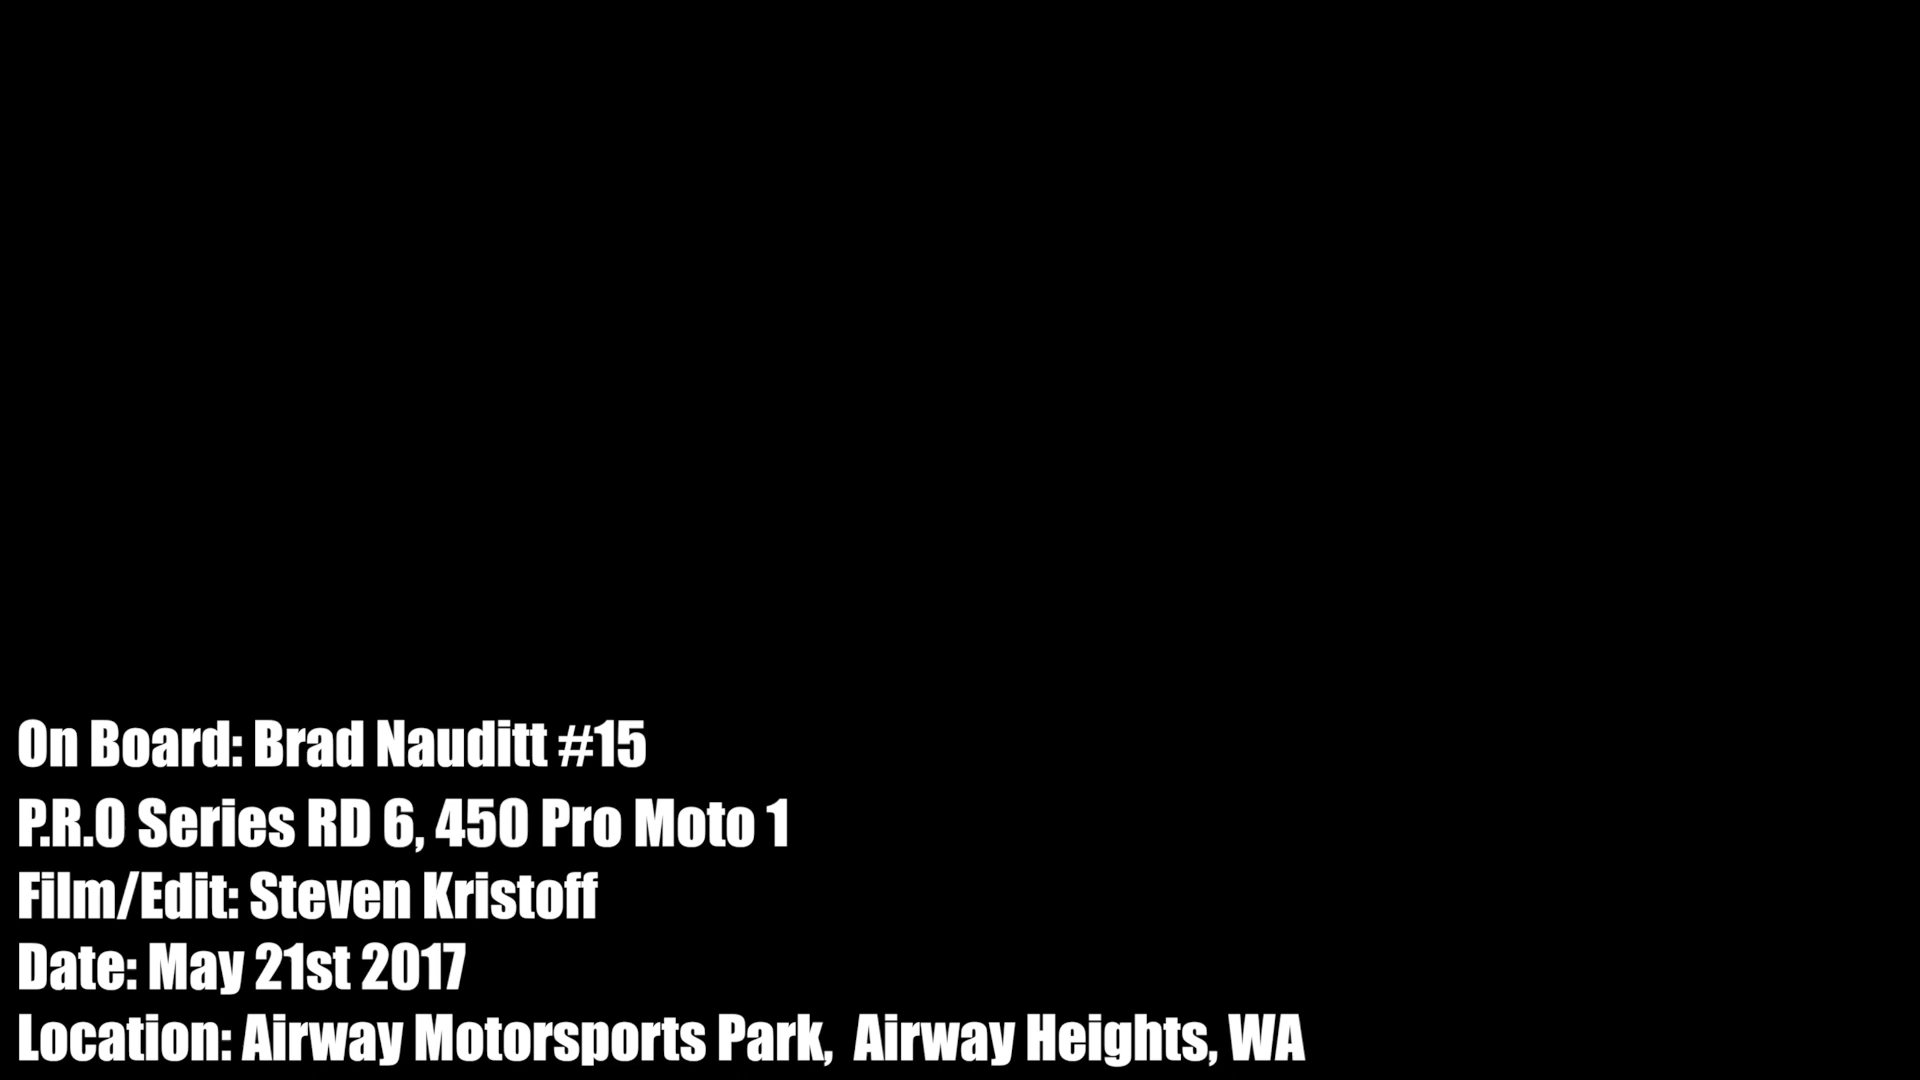 On Board: Brad Nauditt #15
P.R.O Series RD 6, 450 Pro Moto 1
Film/Edit: Steven Kristoff
Date: May 21st 2017
Location: Airway Motorsports Park,  Airway Heights, WA